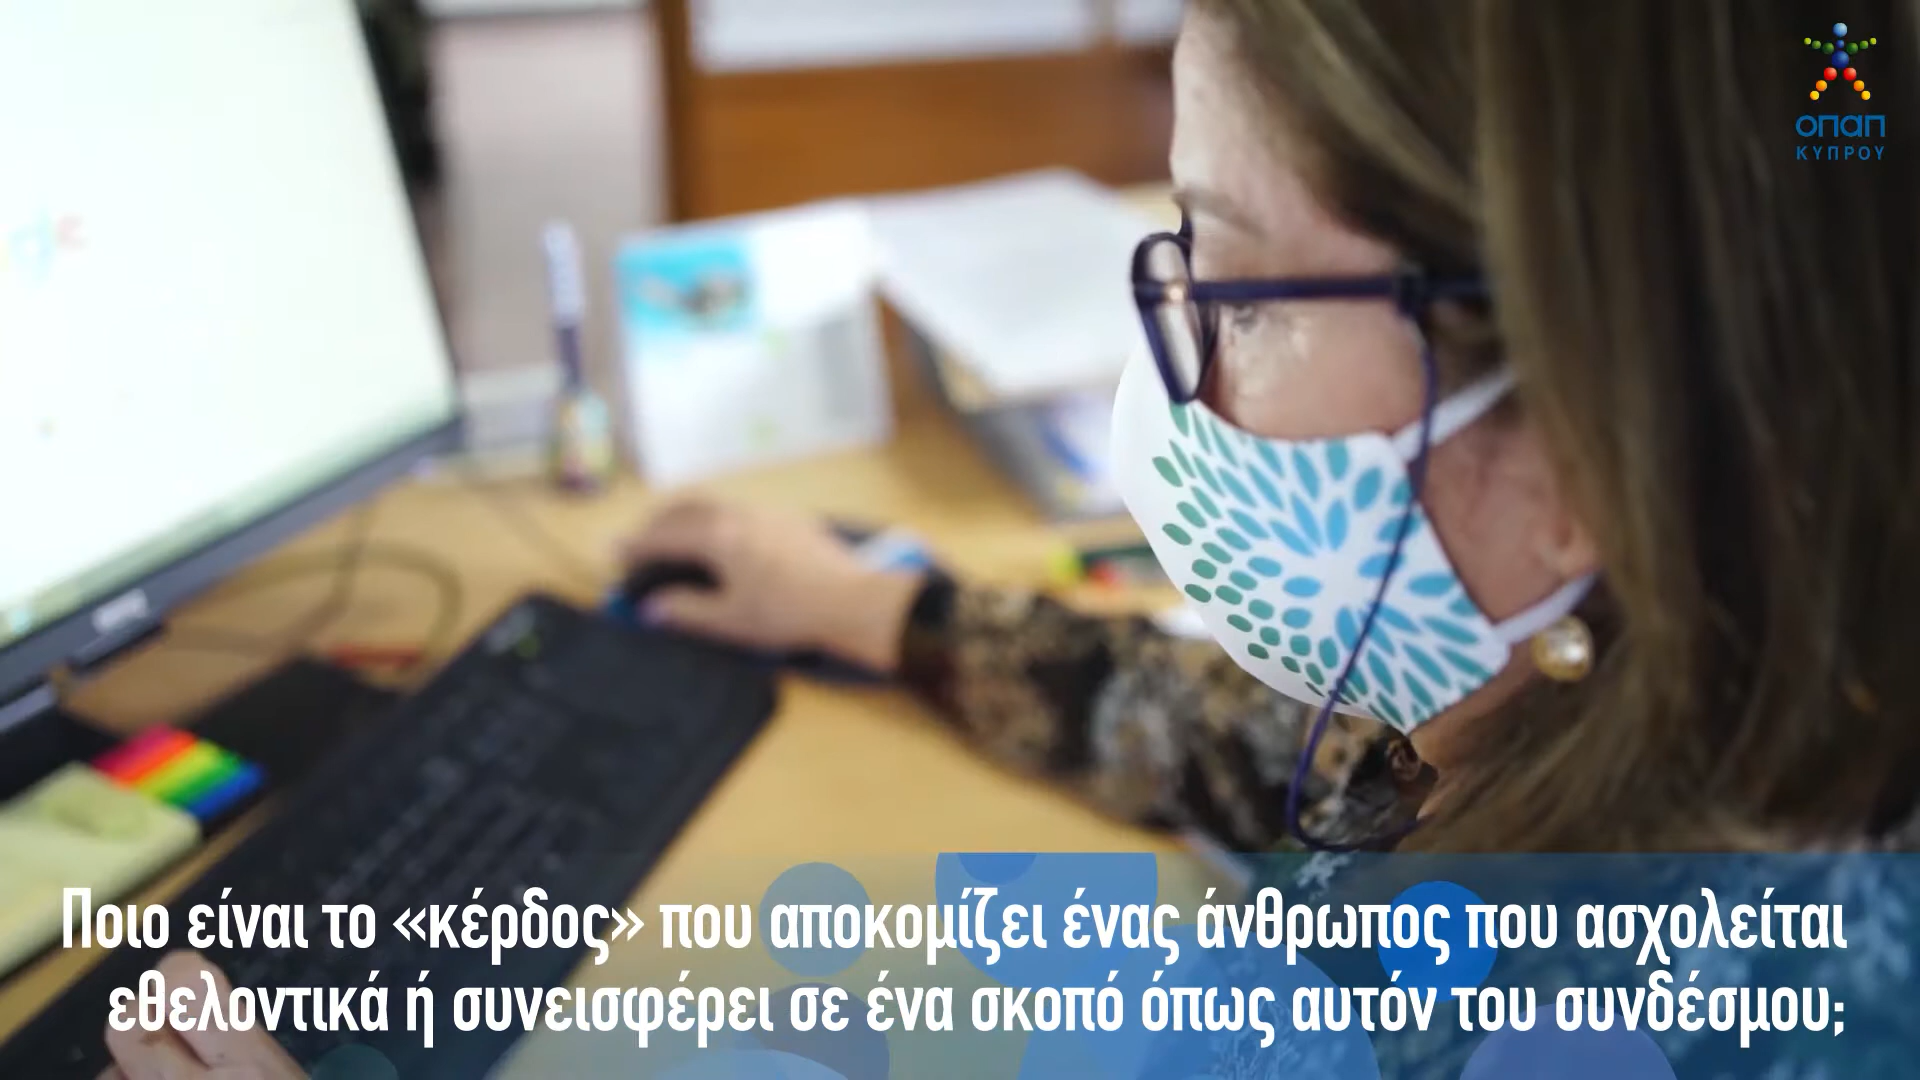 οπαπ
ΚΥΠΡΟΥ
Ποιο είναι το «κέρδος» που αποκομίζει ένας άνθρωπος που ασχολείται
εθελοντικά ή συνεισφέρει σε ένα σκοπό όπως αυτόν του συνδέσμου;